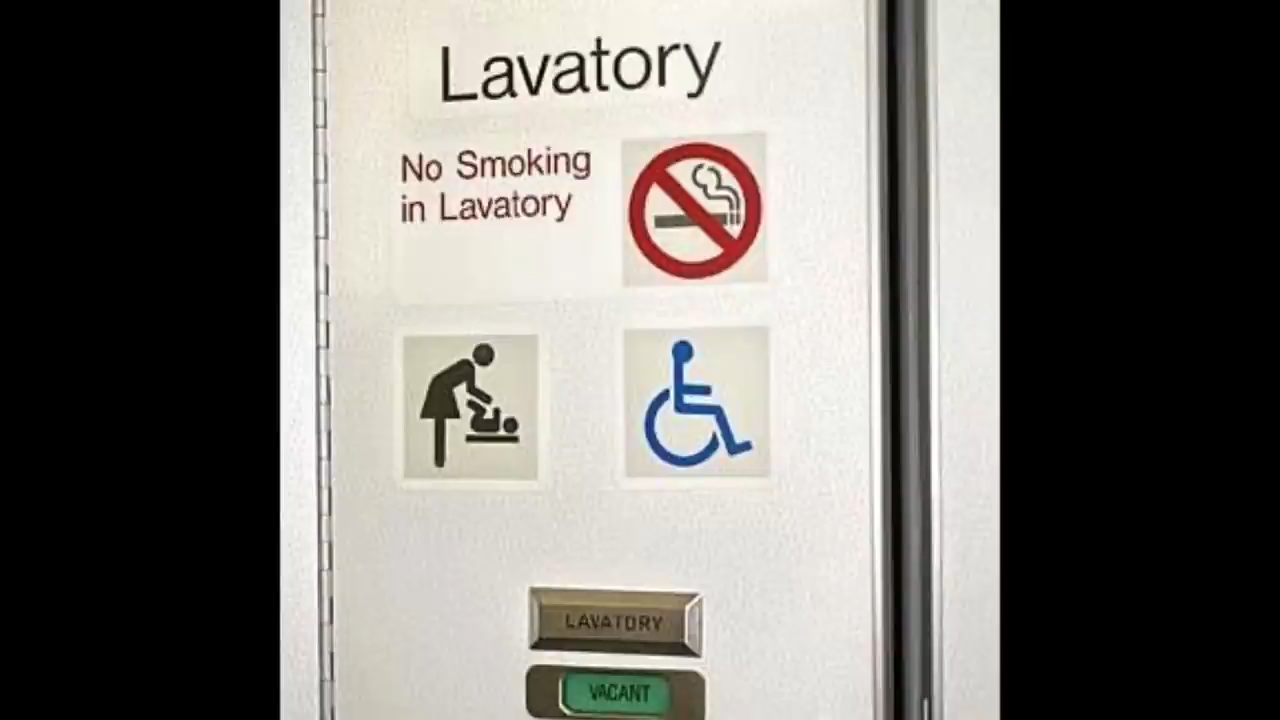 Lavatory
No Smoking
in Lavatory
LAVATORY
VACANT